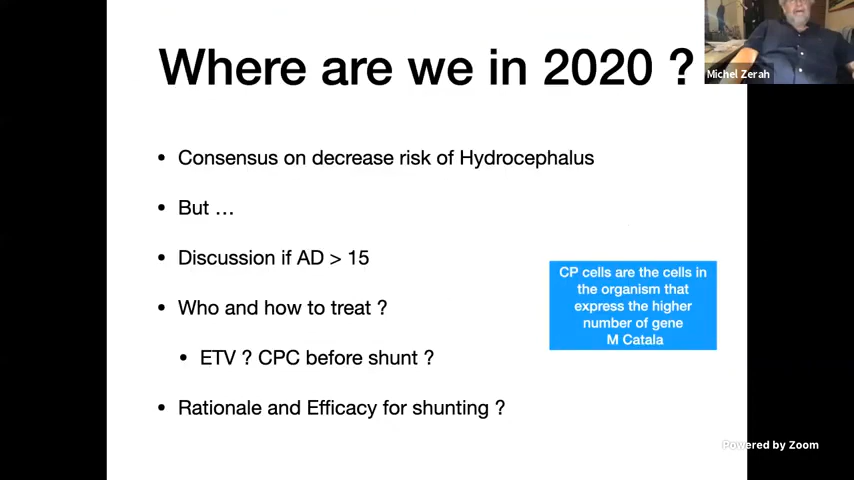 Where are we in 2020 ?
Michel Zerah
• Consensus on decrease risk of Hydrocephalus
• But …
• Discussion if AD > 15
• Who and how to treat ?
• ETV ? CPC before shunt ?
• Rationale and Efficacy for shunting ?
CP cells are the cells in
the organism that
express the higher
number of gene
M Catala
Powered by Zoom